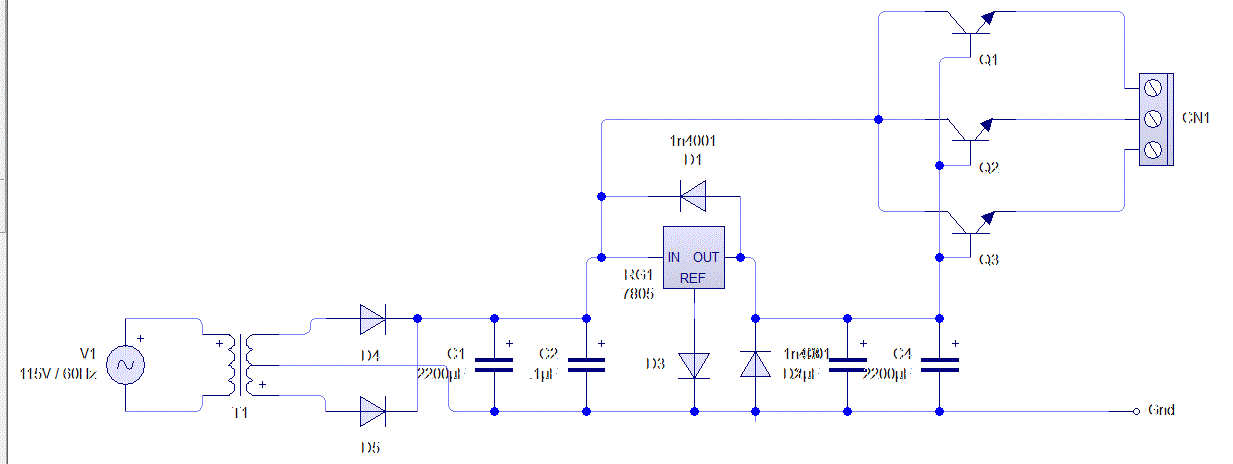 Q1
CN1
1n4001
D1
Q2
IN OUT
REF
RG1
7805
Q3
V1
115V / 60Hz
T1
D4
D5
C1
2200µF
C2
.1µF
D3
1n4001
C4
2200µF
Gnd